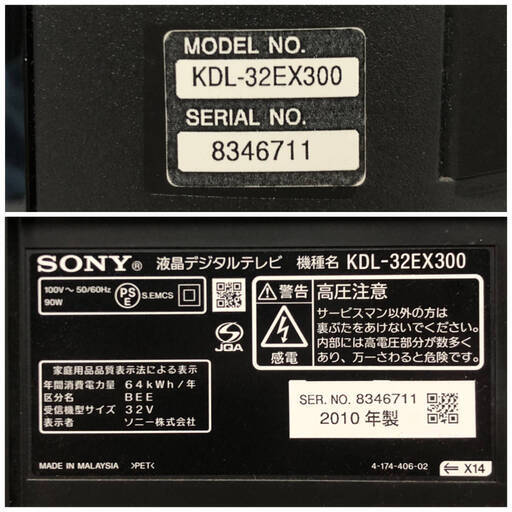 MODEL NO.
KDL-32EX300
SERIAL NO.
8346711
SONY® 液晶デジタルテレビ 機種名 KDL-32EX300
100V～ 50/60Hz
90W
PS
E
S.EMCS
JQA
警告 高圧注意
感電
サービスマン以外の方は
裏ぶたをあけないでください。
内部には高電圧部分が数多く
あり、万一さわると危険です。
家庭用品品質表示法による表示
年間消費電力量 64kWh/年
区分名 BEE
受信機型サイズ 32V
表示者 ソニー株式会社
SER. NO. 8346711
2010年製
MADE IN MALAYSIA >PET<
4-174-406-02
X14